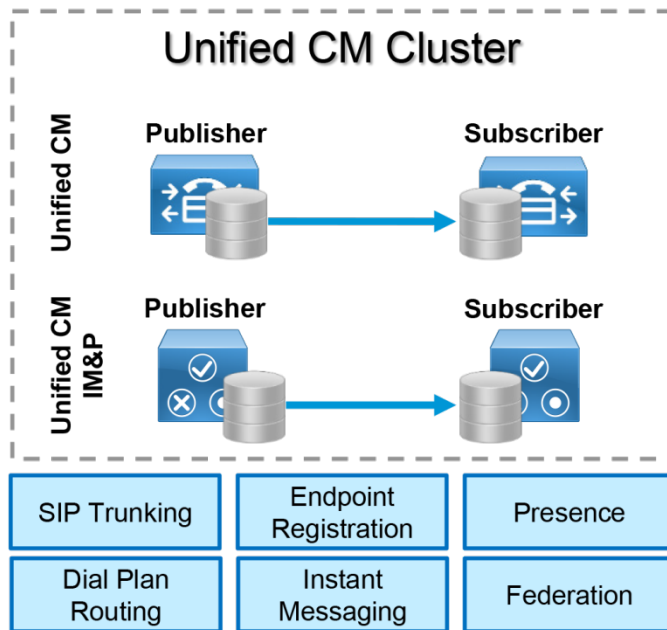 Unified CM Cluster
Unified CM
Publisher
Subscriber
Unified CM
IM&P
Publisher
Subscriber
SIP Trunking
Endpoint
Registration
Presence
Dial Plan
Routing
Instant
Messaging
Federation